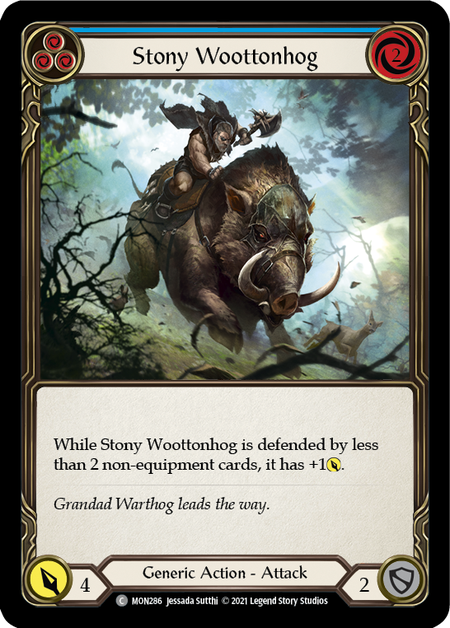 Stony Woottonhog
2
While Stony Woottonhog is defended by less
than 2 non-equipment cards, it has +1.
Grandad Warthog leads the way.
4
Generic Action - Attack
2
C MON286 Jessada Sutthi © 2021 Legend Story Studios